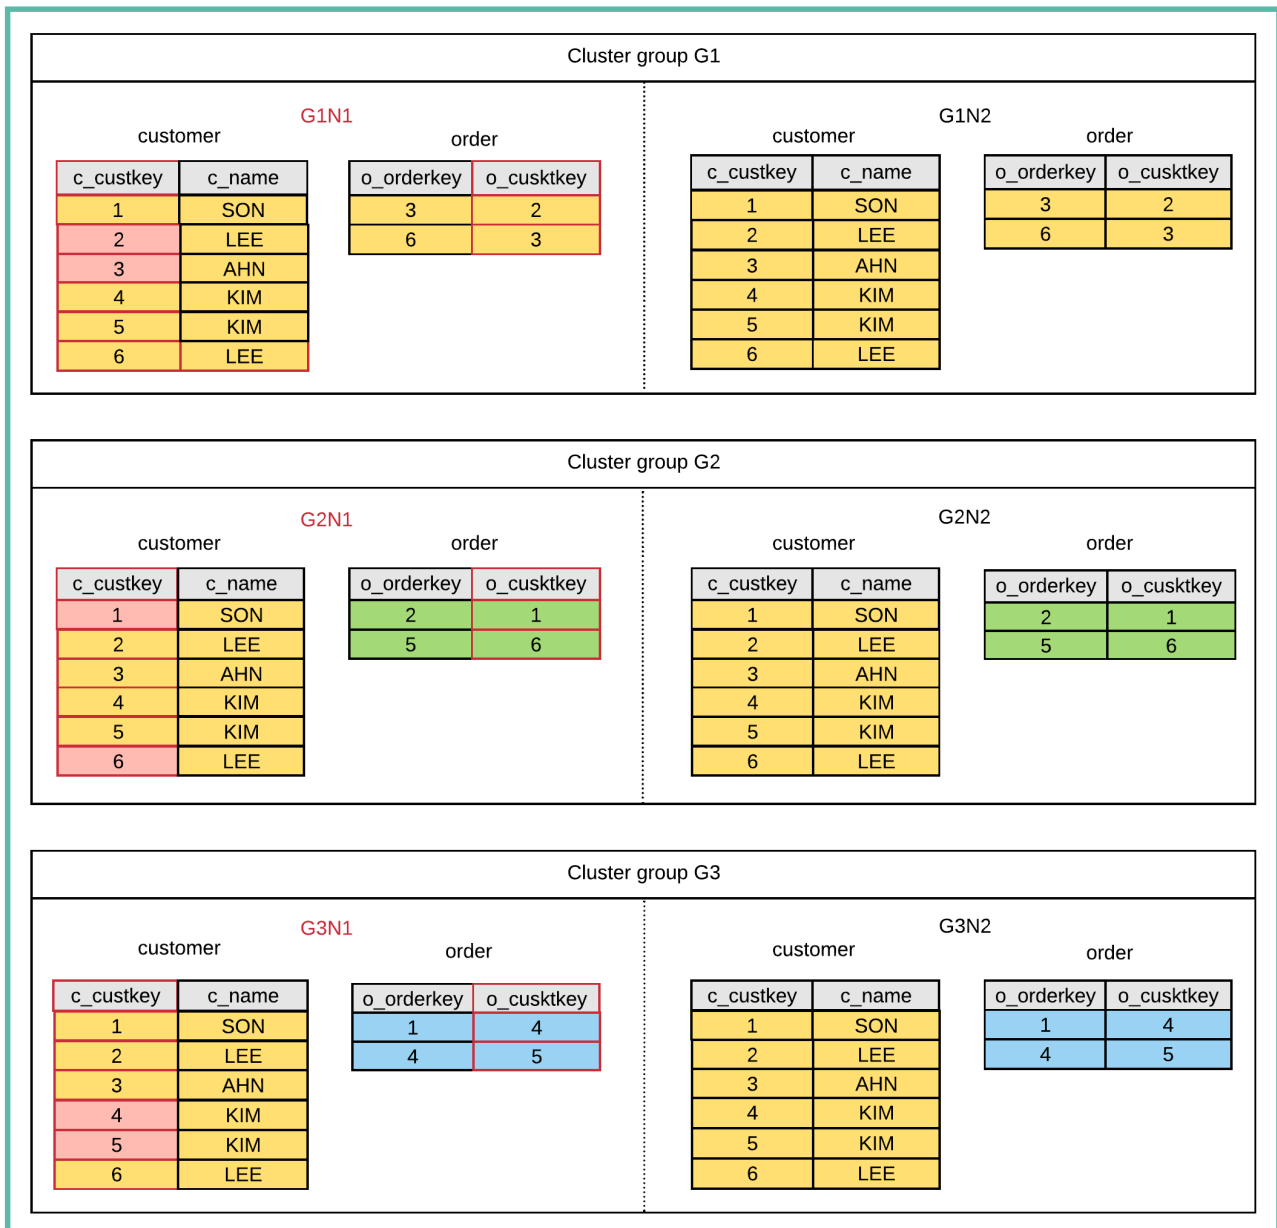 Cluster group G1
G1N1
customer
order
c_custkey c_name
1 SON
2 LEE
3 AHN
4 KIM
5 KIM
6 LEE
o_orderkey o_cusktkey
3 2
6 3
G1N2
customer
order
c_custkey c_name
1 SON
2 LEE
3 AHN
4 KIM
5 KIM
6 LEE
o_orderkey o_cusktkey
3 2
6 3
Cluster group G2
G2N1
customer
order
c_custkey c_name
1 SON
2 LEE
3 AHN
4 KIM
5 KIM
6 LEE
o_orderkey o_cusktkey
2 1
5 6
G2N2
customer
order
c_custkey c_name
1 SON
2 LEE
3 AHN
4 KIM
5 KIM
6 LEE
o_orderkey o_cusktkey
2 1
5 6
Cluster group G3
G3N1
customer
order
c_custkey c_name
1 SON
2 LEE
3 AHN
4 KIM
5 KIM
6 LEE
o_orderkey o_cusktkey
1 4
4 5
G3N2
customer
order
c_custkey c_name
1 SON
2 LEE
3 AHN
4 KIM
5 KIM
6 LEE
o_orderkey o_cusktkey
1 4
4 5